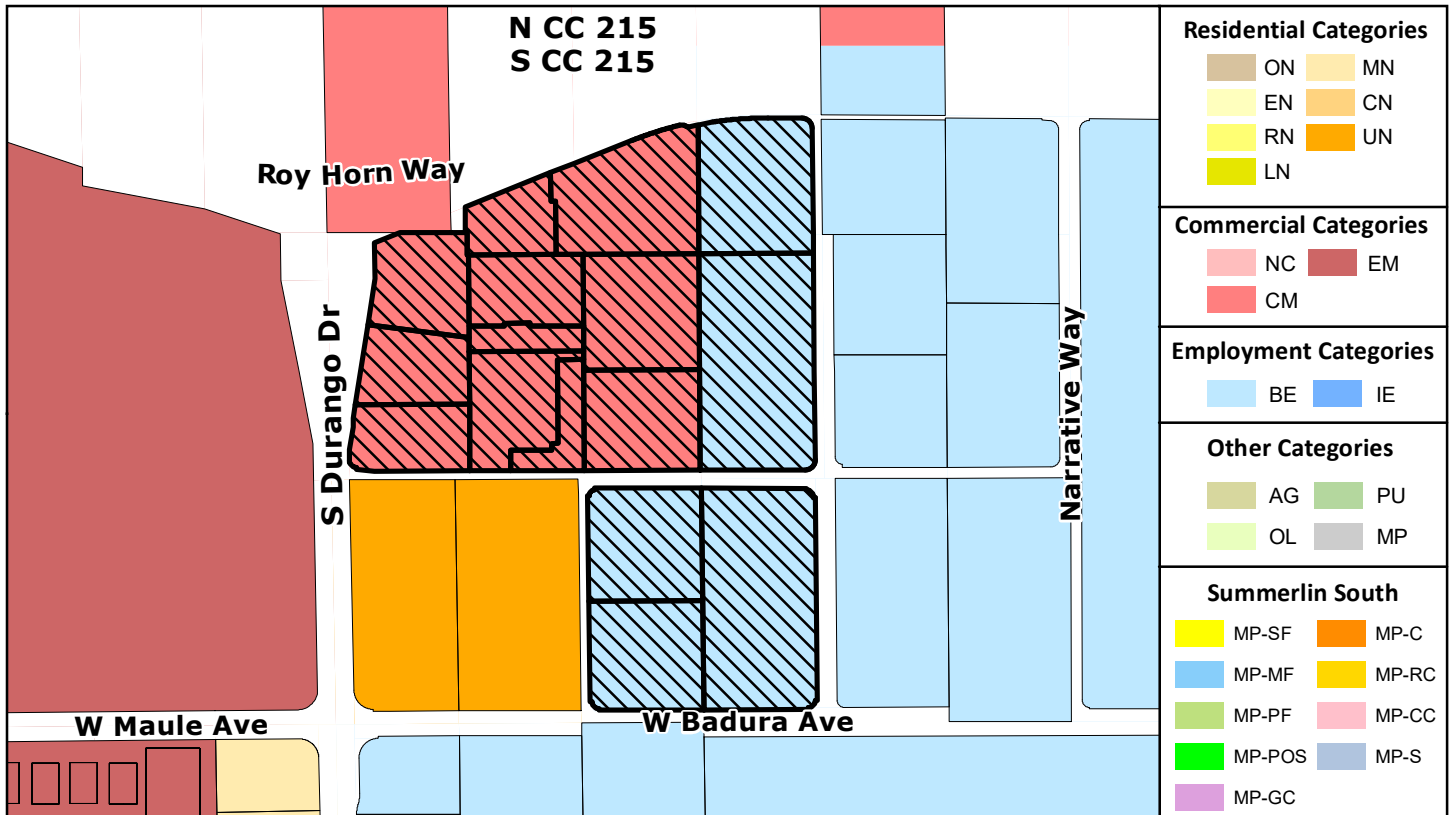 N CC 215
S CC 215
Roy Horn Way
S Durango Dr
Narrative Way
W Maule Ave
W Badura Ave
Residential Categories
ON MN
EN CN
RN UN
LN
Commercial Categories
NC EM
CM
Employment Categories
BE IE
Other Categories
AG PU
OL MP
Summerlin South
MP-SF MP-C
MP-MF MP-RC
MP-PF MP-CC
MP-POS MP-S
MP-GC